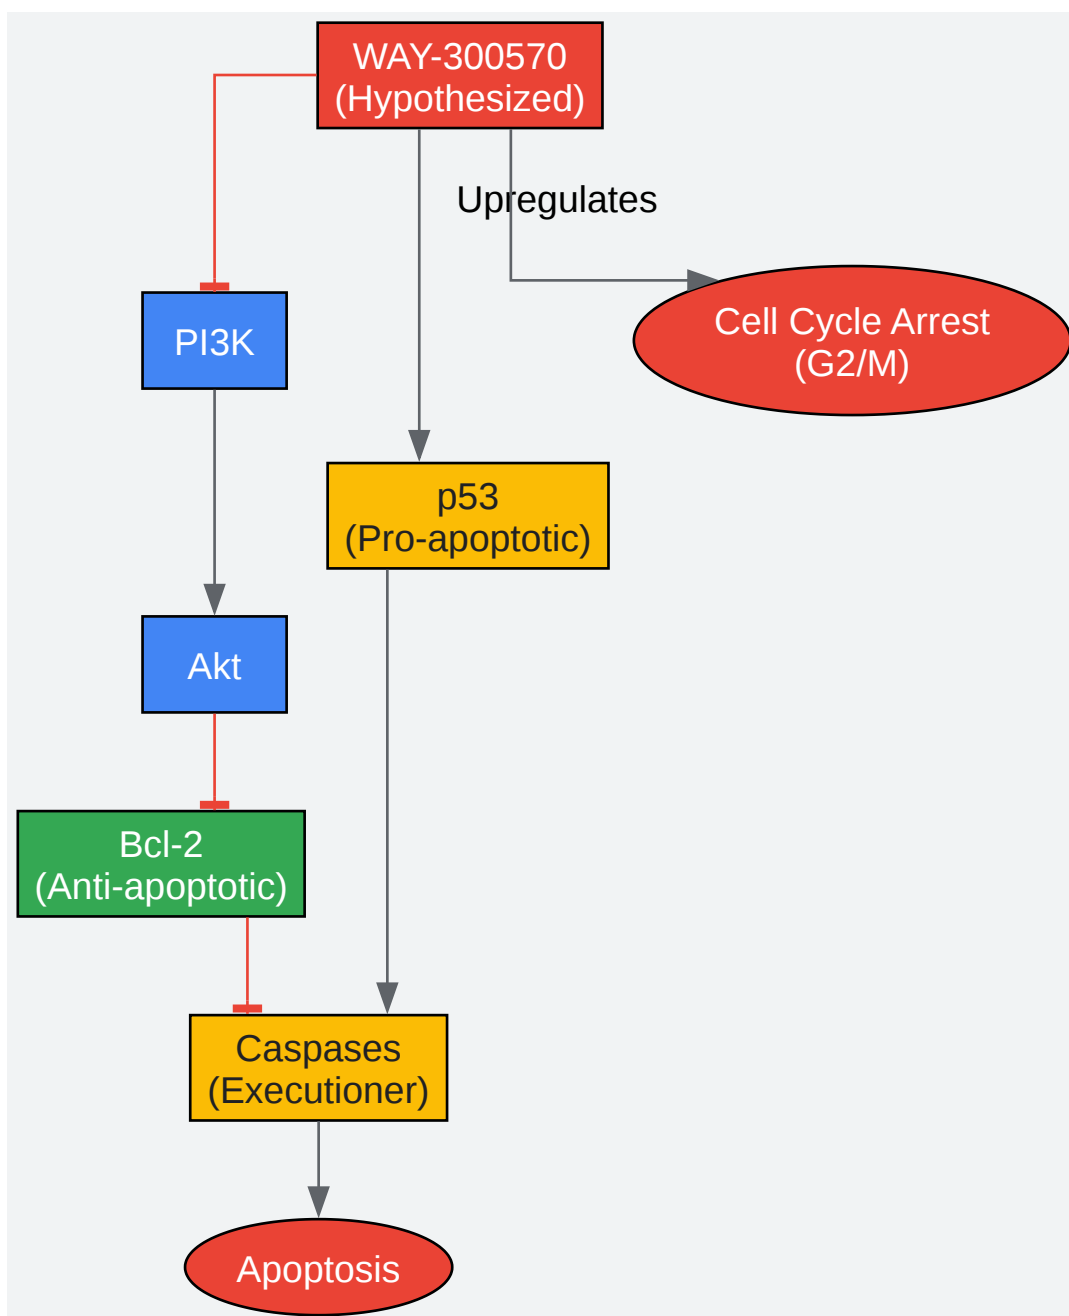 WAY-300570
(Hypothesized)
Upregulates
Cell Cycle Arrest
(G2/M)
PI3K
p53
(Pro-apoptotic)
Akt
Bcl-2
(Anti-apoptotic)
Caspases
(Executioner)
Apoptosis